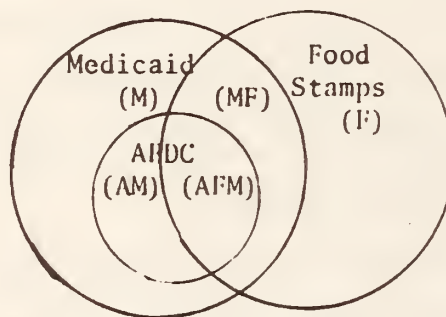 Medicaid
(M)
(MF)
Food
Stamps
(F)
AFDC
(AM) (AFM)